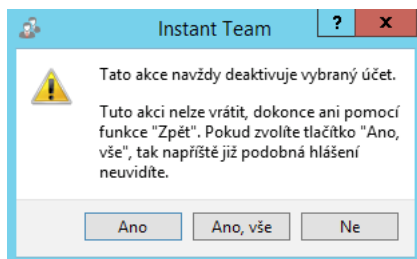 Instant Team
? x
Tato akce navždy deaktivuje vybraný účet.
Tuto akci nelze vrátit, dokonce ani pomocí
funkce "Zpět". Pokud zvolíte tlačítko "Ano,
vše", tak napříště již podobná hlášení
neuvidíte.
Ano Ano, vše Ne